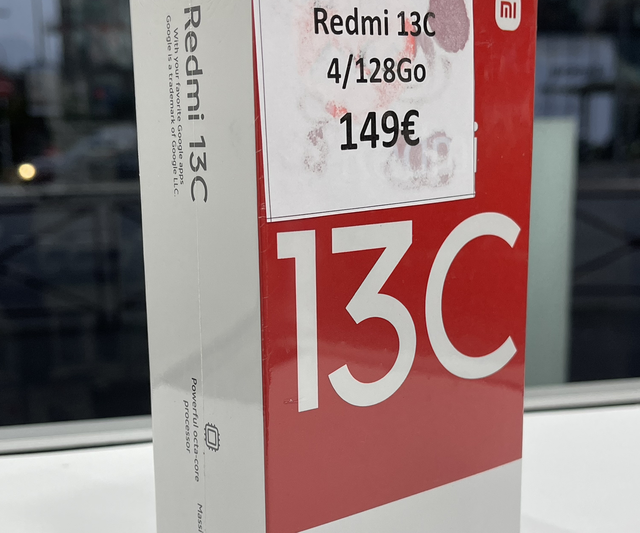 Redmi 13C
4/128Go
149€
mi
13C
Redmi 13C
With your favorite Google apps
Google is a trademark of Google LLC.
Powerful octa-core
processor